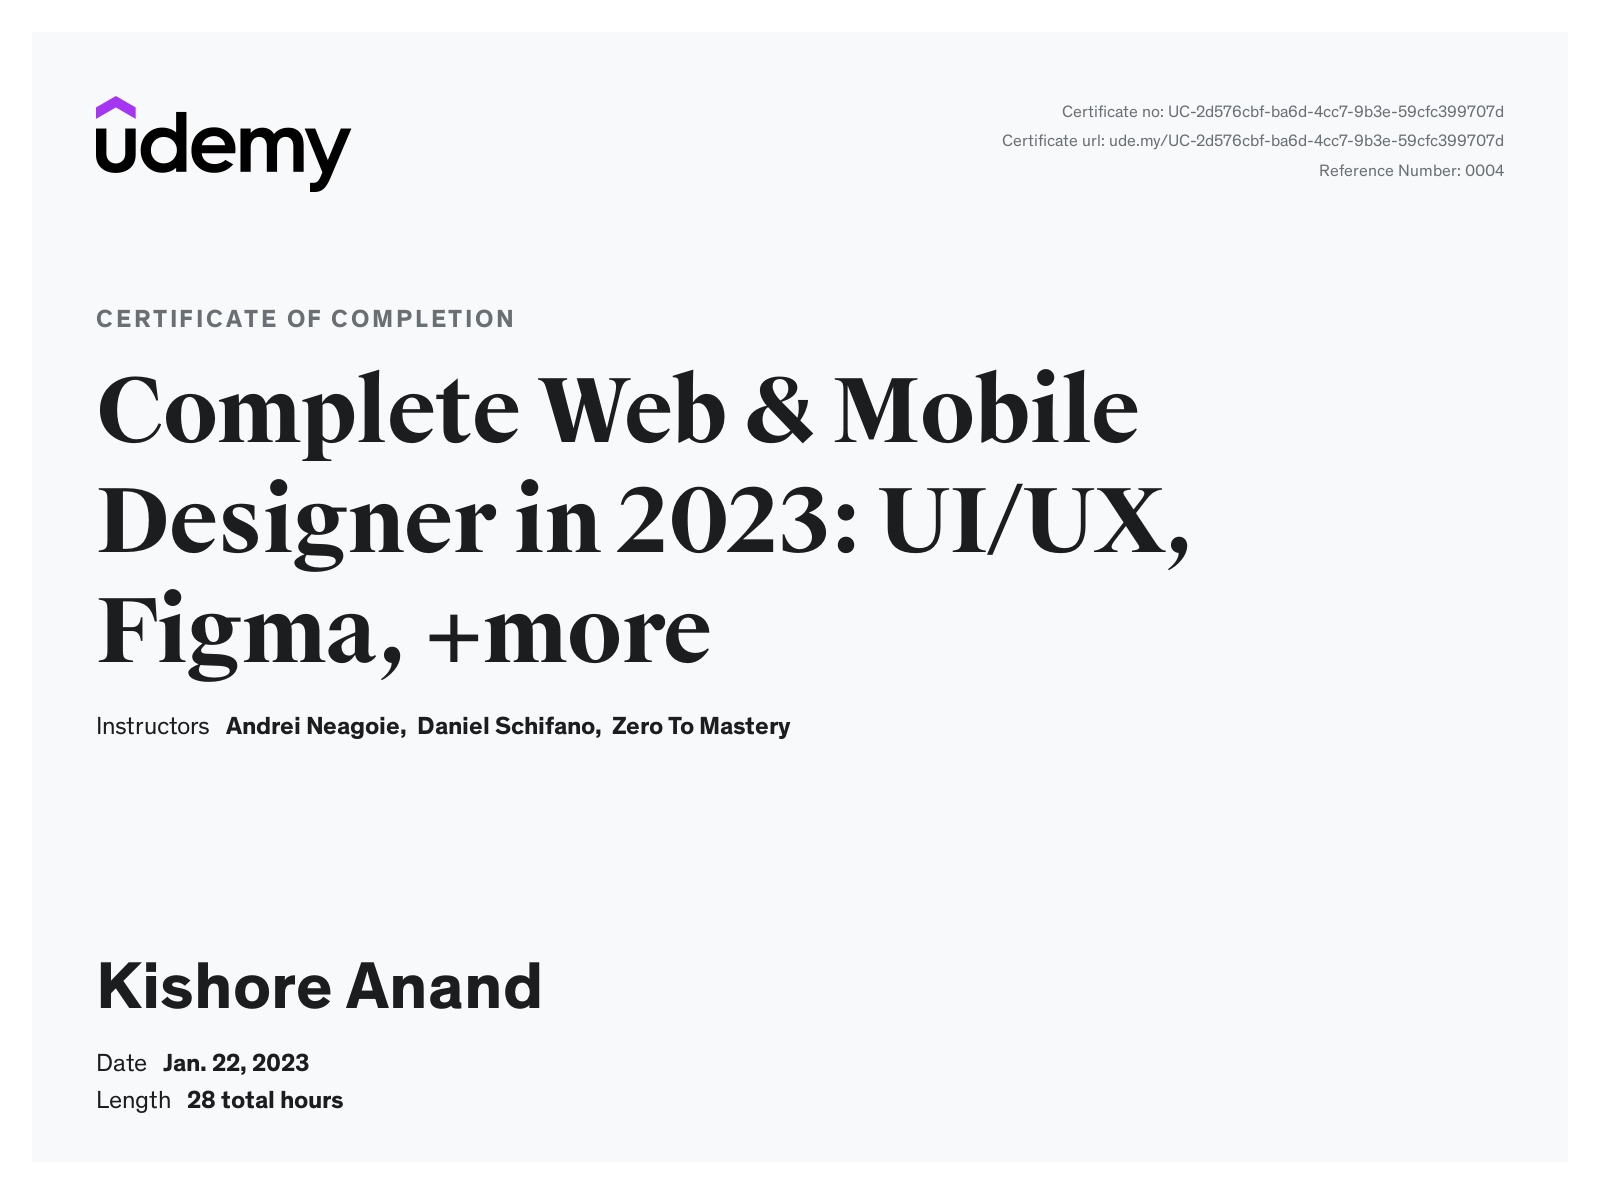 udemy
Certificate no: UC-2d576cbf-ba6d-4cc7-9b3e-59cfc399707d
Certificate url: ude.my/UC-2d576cbf-ba6d-4cc7-9b3e-59cfc399707d
Reference Number: 0004
CERTIFICATE OF COMPLETION
Complete Web & Mobile
Designer in 2023: UI/UX,
Figma, +more
Instructors Andrei Neagoie, Daniel Schifano, Zero To Mastery
Kishore Anand
Date Jan. 22, 2023
Length 28 total hours